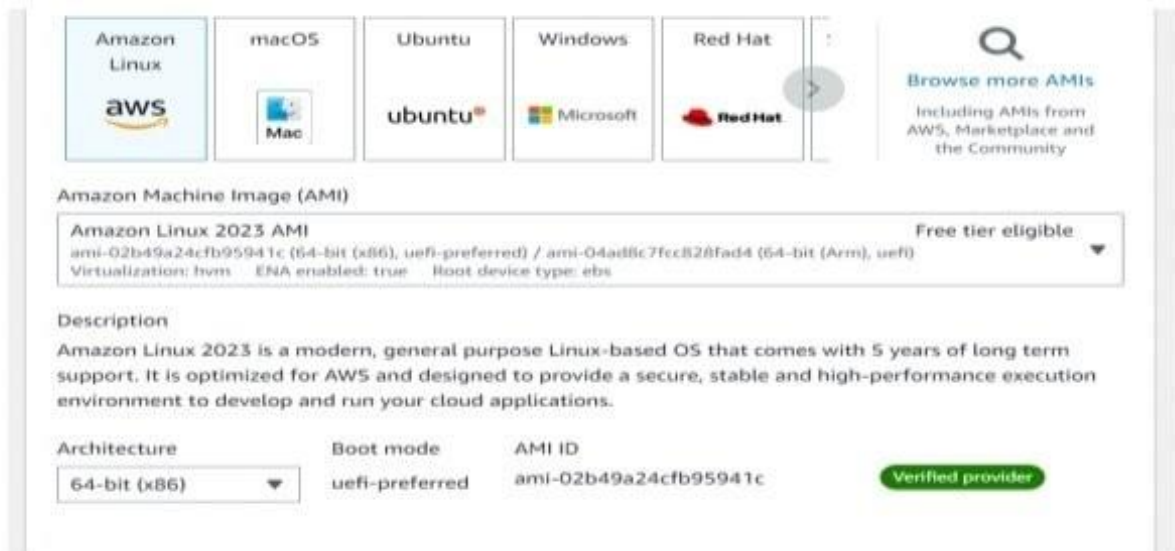 Amazon
Linux
aws
macOS
Mac
Ubuntu
ubuntu®
Windows
Microsoft
Red Hat
Red Hat
Browse more AMIs
Including AMIs from
AWS, Marketplace and
the Community
Amazon Machine Image (AMI)
Amazon Linux 2023 AMI
Free tier eligible
ami-02b49a24cfb95941c (64-bit (x86), uefi-preferred) / ami-04ad8c7fcc828fad4 (64-bit (Arm), uefi)
Virtualization: hvm ENA enabled: true Root device type: ebs
Description
Amazon Linux 2023 is a modern, general purpose Linux-based OS that comes with 5 years of long term
support. It is optimized for AWS and designed to provide a secure, stable and high-performance execution
environment to develop and run your cloud applications.
Architecture
Boot mode
AMI ID
64-bit (x86)
uefi-preferred
ami-02b49a24cfb95941c
Verified provider